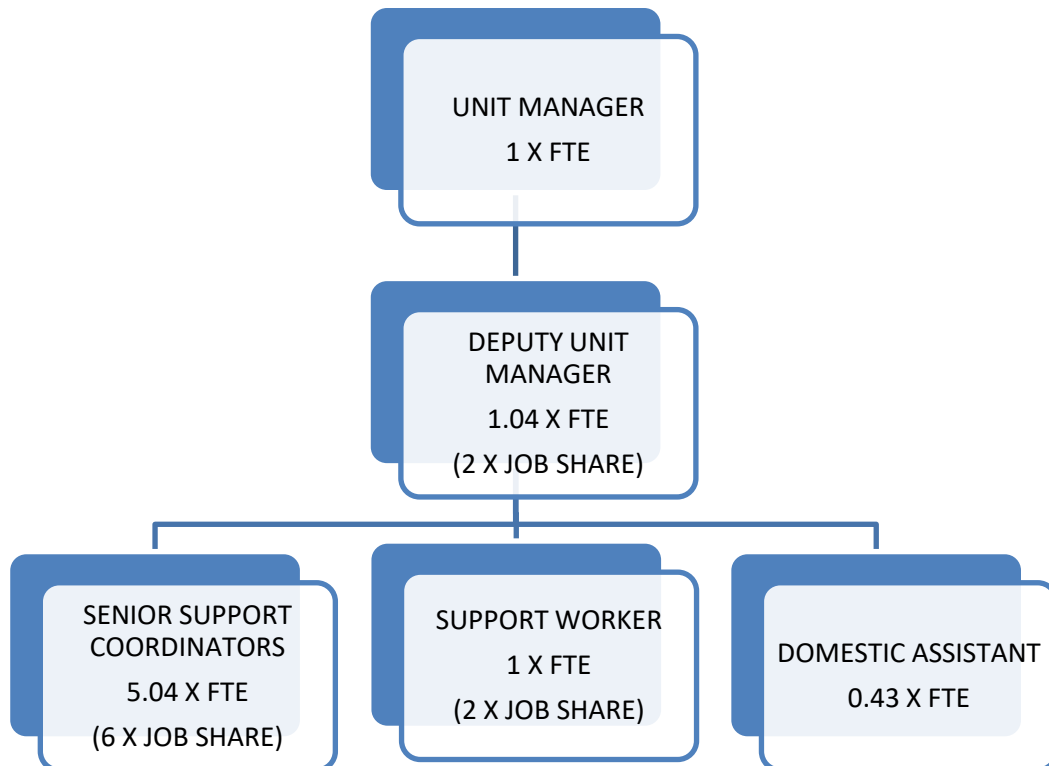 UNIT MANAGER
1 X FTE
DEPUTY UNIT
MANAGER
1.04 X FTE
(2 X JOB SHARE)
SENIOR SUPPORT
COORDINATORS
5.04 X FTE
(6 X JOB SHARE)
SUPPORT WORKER
1 X FTE
(2 X JOB SHARE)
DOMESTIC ASSISTANT
0.43 X FTE